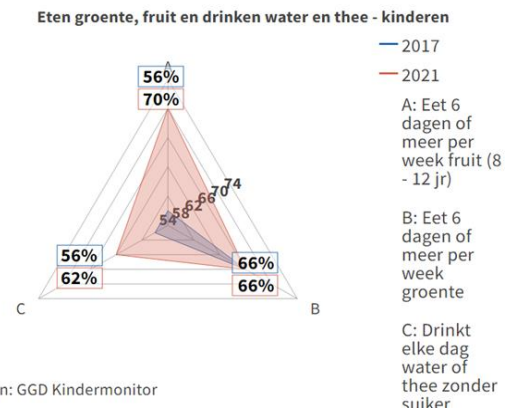 Eten groente, fruit en drinken water en thee - kinderen
2017
2021
A
56%
70%
74
70
66
62
58
54
56%
62%
66%
66%
C
B
A: Eet 6
dagen of
meer per
week fruit (8
- 12 jr)
B: Eet 6
dagen of
meer per
week
groente
C: Drinkt
elke dag
water of
thee zonder
suiker
n: GGD Kindermonitor